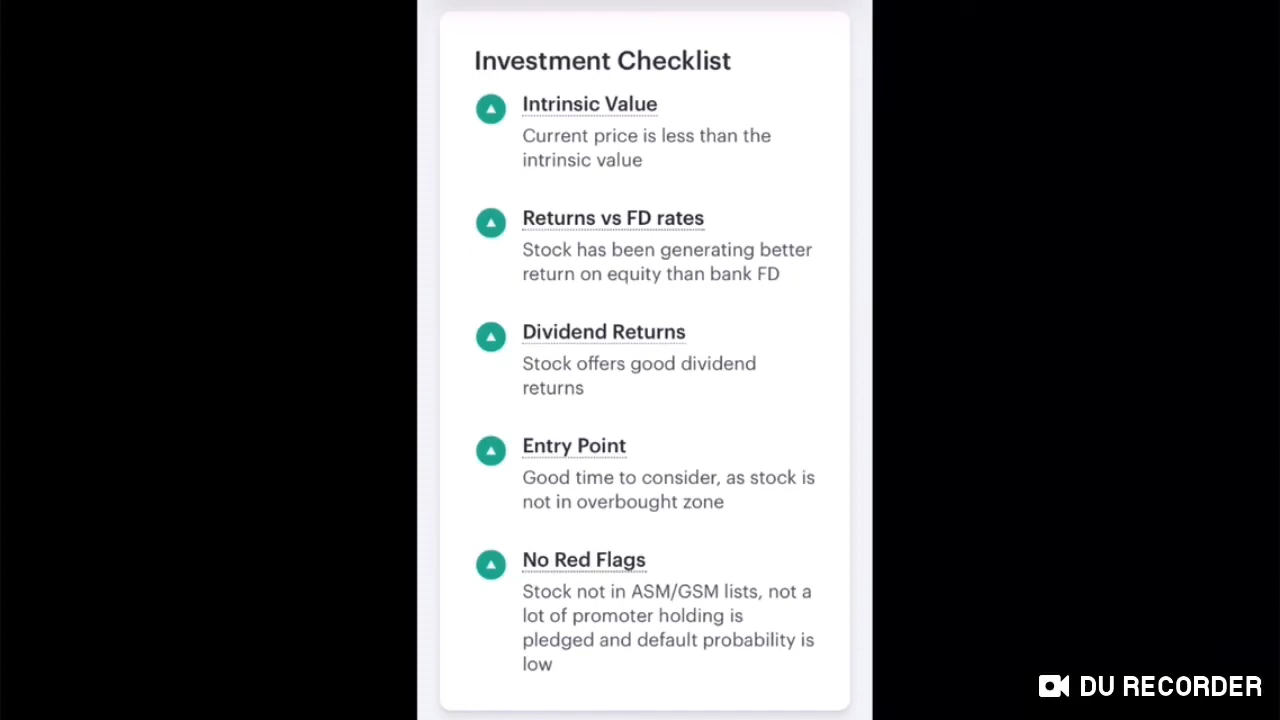 Investment Checklist
Intrinsic Value
Current price is less than the
intrinsic value
Returns vs FD rates
Stock has been generating better
return on equity than bank FD
Dividend Returns
Stock offers good dividend
returns
Entry Point
Good time to consider, as stock is
not in overbought zone
No Red Flags
Stock not in ASM/GSM lists, not a
lot of promoter holding is
pledged and default probability is
low
DU RECORDER